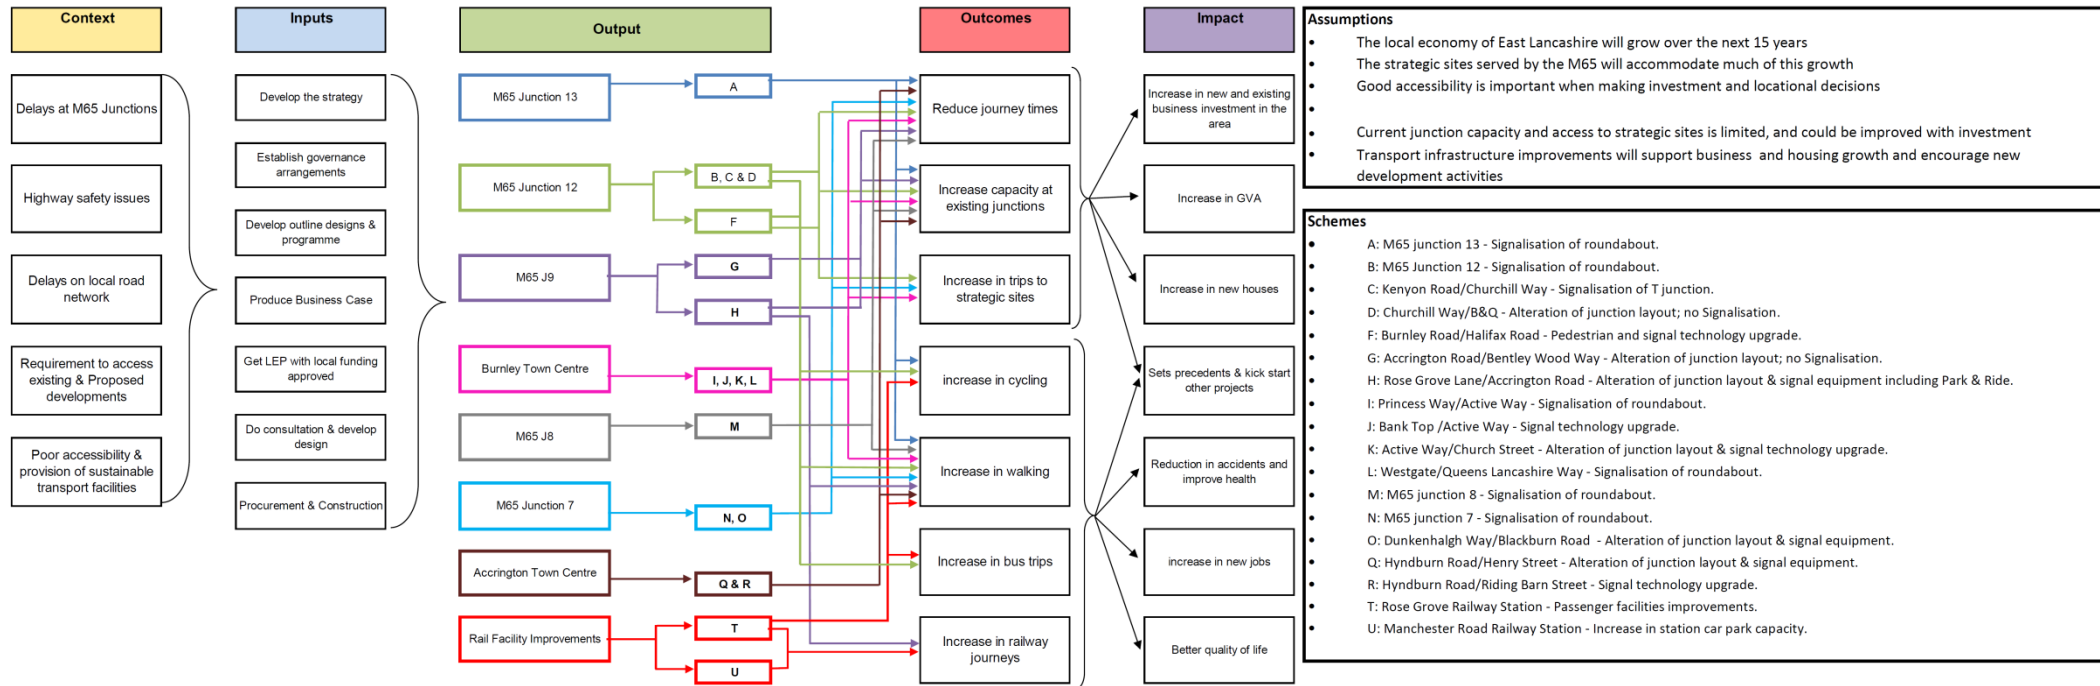 Context
Inputs
Output
Outcomes
Impact
Delays at M65 Junctions
Highway safety issues
Delays on local road
network
Requirement to access
existing & Proposed
developments
Poor accessibility &
provision of sustainable
transport facilities
Develop the strategy
Establish governance
arrangements
Develop outline designs &
programme
Produce Business Case
Get LEP with local funding
approved
Do consultation & develop
design
Procurement & Construction
M65 Junction 13
M65 Junction 12
M65 J9
Burnley Town Centre
M65 J8
M65 Junction 7
Accrington Town Centre
Rail Facility Improvements
A
B, C & D
F
G
H
I, J, K, L
M
N, O
Q & R
T
U
Reduce journey times
Increase capacity at
existing junctions
Increase in trips to
strategic sites
increase in cycling
Increase in walking
Increase in bus trips
Increase in railway
journeys
Increase in new and existing
business investment in the
area
Increase in GVA
Increase in new houses
Sets precedents & kick start
other projects
Reduction in accidents and
improve health
increase in new jobs
Better quality of life
Assumptions
• The local economy of East Lancashire will grow over the next 15 years
• The strategic sites served by the M65 will accommodate much of this growth
• Good accessibility is important when making investment and locational decisions
•
• Current junction capacity and access to strategic sites is limited, and could be improved with investment
• Transport infrastructure improvements will support business and housing growth and encourage new
development activities
Schemes
• A: M65 junction 13 - Signalisation of roundabout.
• B: M65 Junction 12 - Signalisation of roundabout.
• C: Kenyon Road/Churchill Way - Signalisation of T junction.
• D: Churchill Way/B&Q - Alteration of junction layout; no Signalisation.
• F: Burnley Road/Halifax Road - Pedestrian and signal technology upgrade.
• G: Accrington Road/Bentley Wood Way - Alteration of junction layout; no Signalisation.
• H: Rose Grove Lane/Accrington Road - Alteration of junction layout & signal equipment including Park & Ride.
• I: Princess Way/Active Way - Signalisation of roundabout.
• J: Bank Top /Active Way - Signal technology upgrade.
• K: Active Way/Church Street - Alteration of junction layout & signal technology upgrade.
• L: Westgate/Queens Lancashire Way - Signalisation of roundabout.
• M: M65 junction 8 - Signalisation of roundabout.
• N: M65 junction 7 - Signalisation of roundabout.
• O: Dunkenhalgh Way/Blackburn Road - Alteration of junction layout & signal equipment.
• Q: Hyndburn Road/Henry Street - Alteration of junction layout & signal equipment.
• R: Hyndburn Road/Riding Barn Street - Signal technology upgrade.
• T: Rose Grove Railway Station - Passenger facilities improvements.
• U: Manchester Road Railway Station - Increase in station car park capacity.